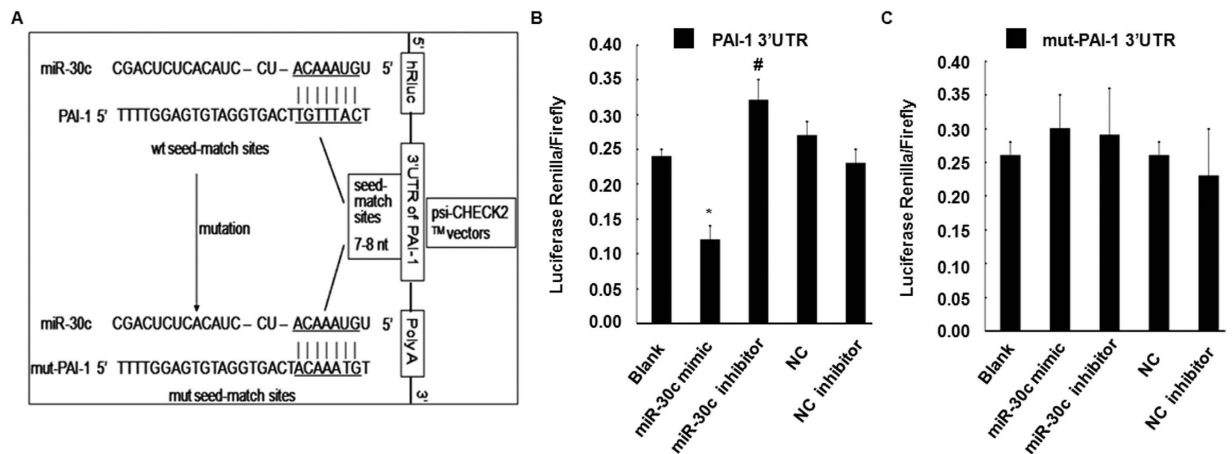 A
miR-30c CGACUCUCACAUC – CU – ACAAAUGU 5'
PAI-1 5' TTTTGGAGTGTAGGTGACTTGTTTACT
wt seed-match sites
mutation
miR-30c CGACUCUCACAUC – CU – ACAAAUGU 5'
mut-PAI-1 5' TTTTGGAGTGTAGGTGACTACAAATGT
mut seed-match sites
seed-match
sites
7-8 nt
5'
hRluc
3'UTR of PAI-1
Poly A
3'
psi-CHECK2
™ vectors
B
PAI-1 3'UTR
Luciferase Renilla/Firefly
0.40
0.35
0.30
0.25
0.20
0.15
0.10
0.05
0.00
*
#
Blank
miR-30c mimic
miR-30c inhibitor
NC
NC inhibitor
C
mut-PAI-1 3'UTR
Luciferase Renilla/Firefly
0.40
0.35
0.30
0.25
0.20
0.15
0.10
0.05
0.00
Blank
miR-30c mimic
miR-30c inhibitor
NC
NC inhibitor